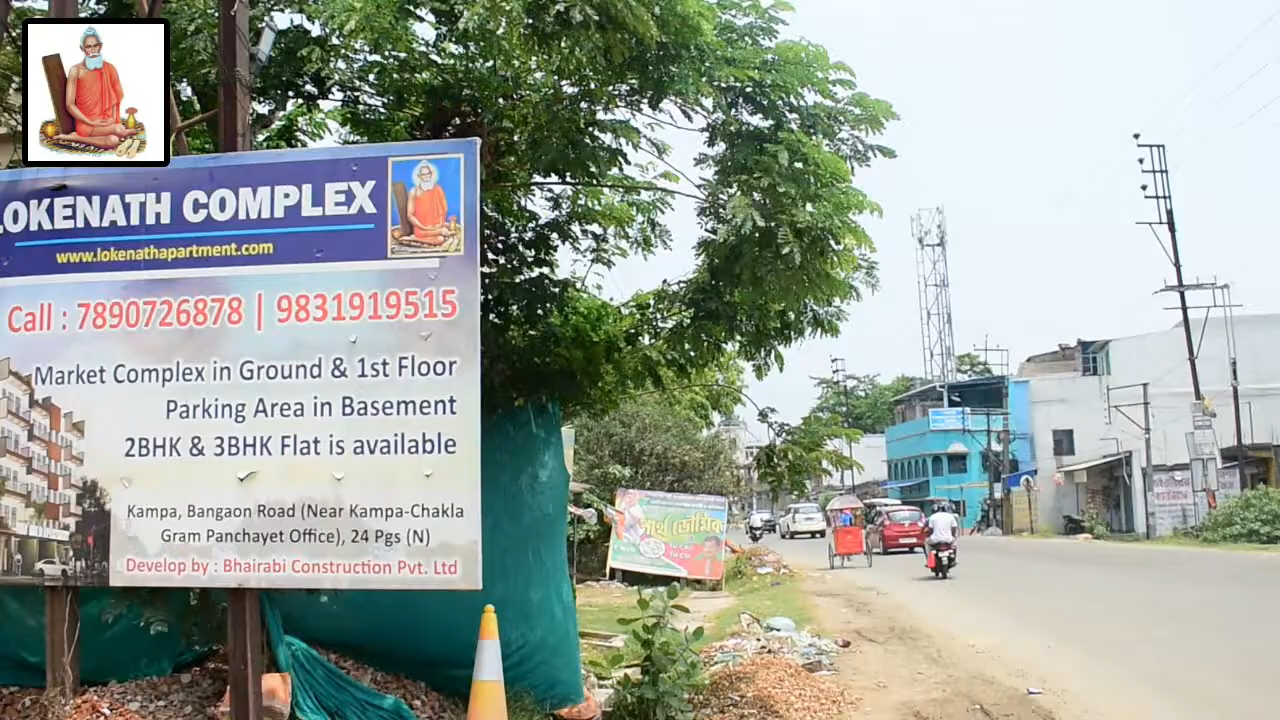 LOKENATH COMPLEX
www.lokenathapartment.com
Call : 7890726878 | 9831919515
Market Complex in Ground & 1st Floor
Parking Area in Basement
2BHK & 3BHK Flat is available
Kampa, Bangaon Road (Near Kampa-Chakla
Gram Panchayet Office), 24 Pgs (N)
Develop by : Bhairabi Construction Pvt. Ltd